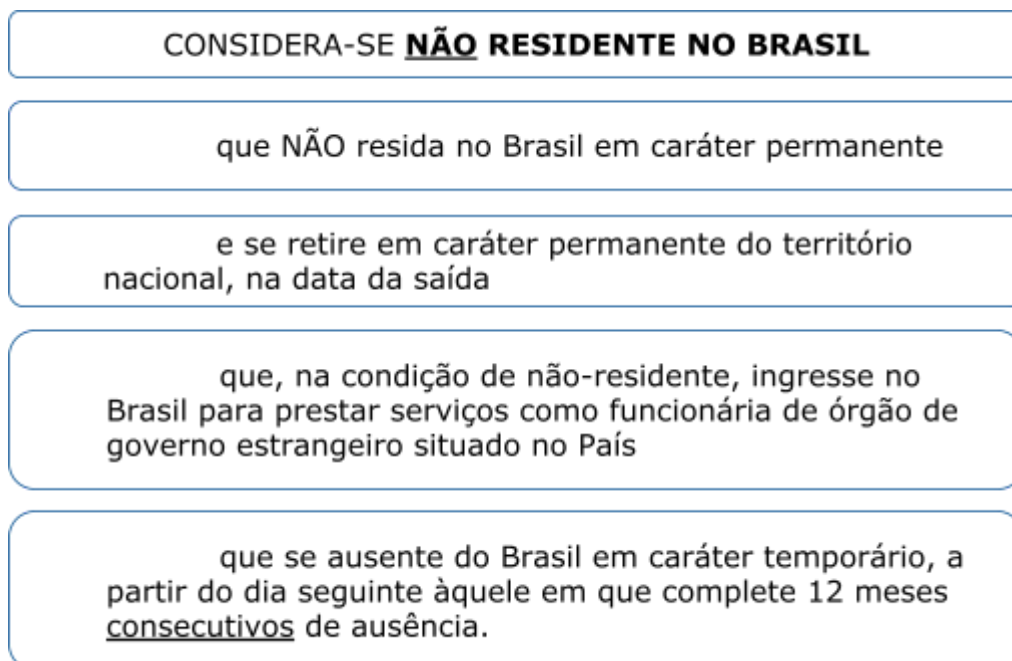 CONSIDERA-SE NÃO RESIDENTE NO BRASIL
que NÃO resida no Brasil em caráter permanente
e se retire em caráter permanente do território
nacional, na data da saída
que, na condição de não-residente, ingresse no
Brasil para prestar serviços como funcionária de órgão de
governo estrangeiro situado no País
que se ausente do Brasil em caráter temporário, a
partir do dia seguinte àquele em que complete 12 meses
consecutivos de ausência.